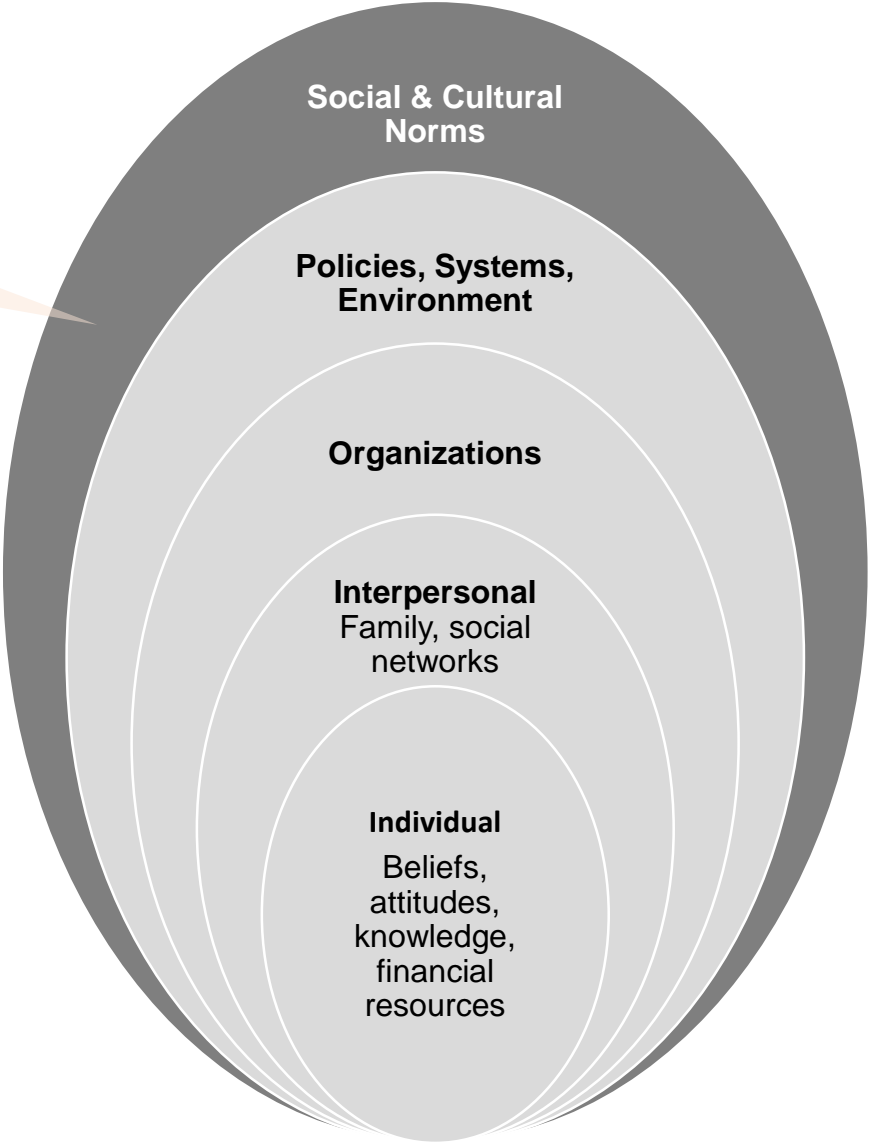 Social & Cultural
Norms
Policies, Systems,
Environment
Organizations
Interpersonal
Family, social
networks
Individual
Beliefs,
attitudes,
knowledge,
financial
resources